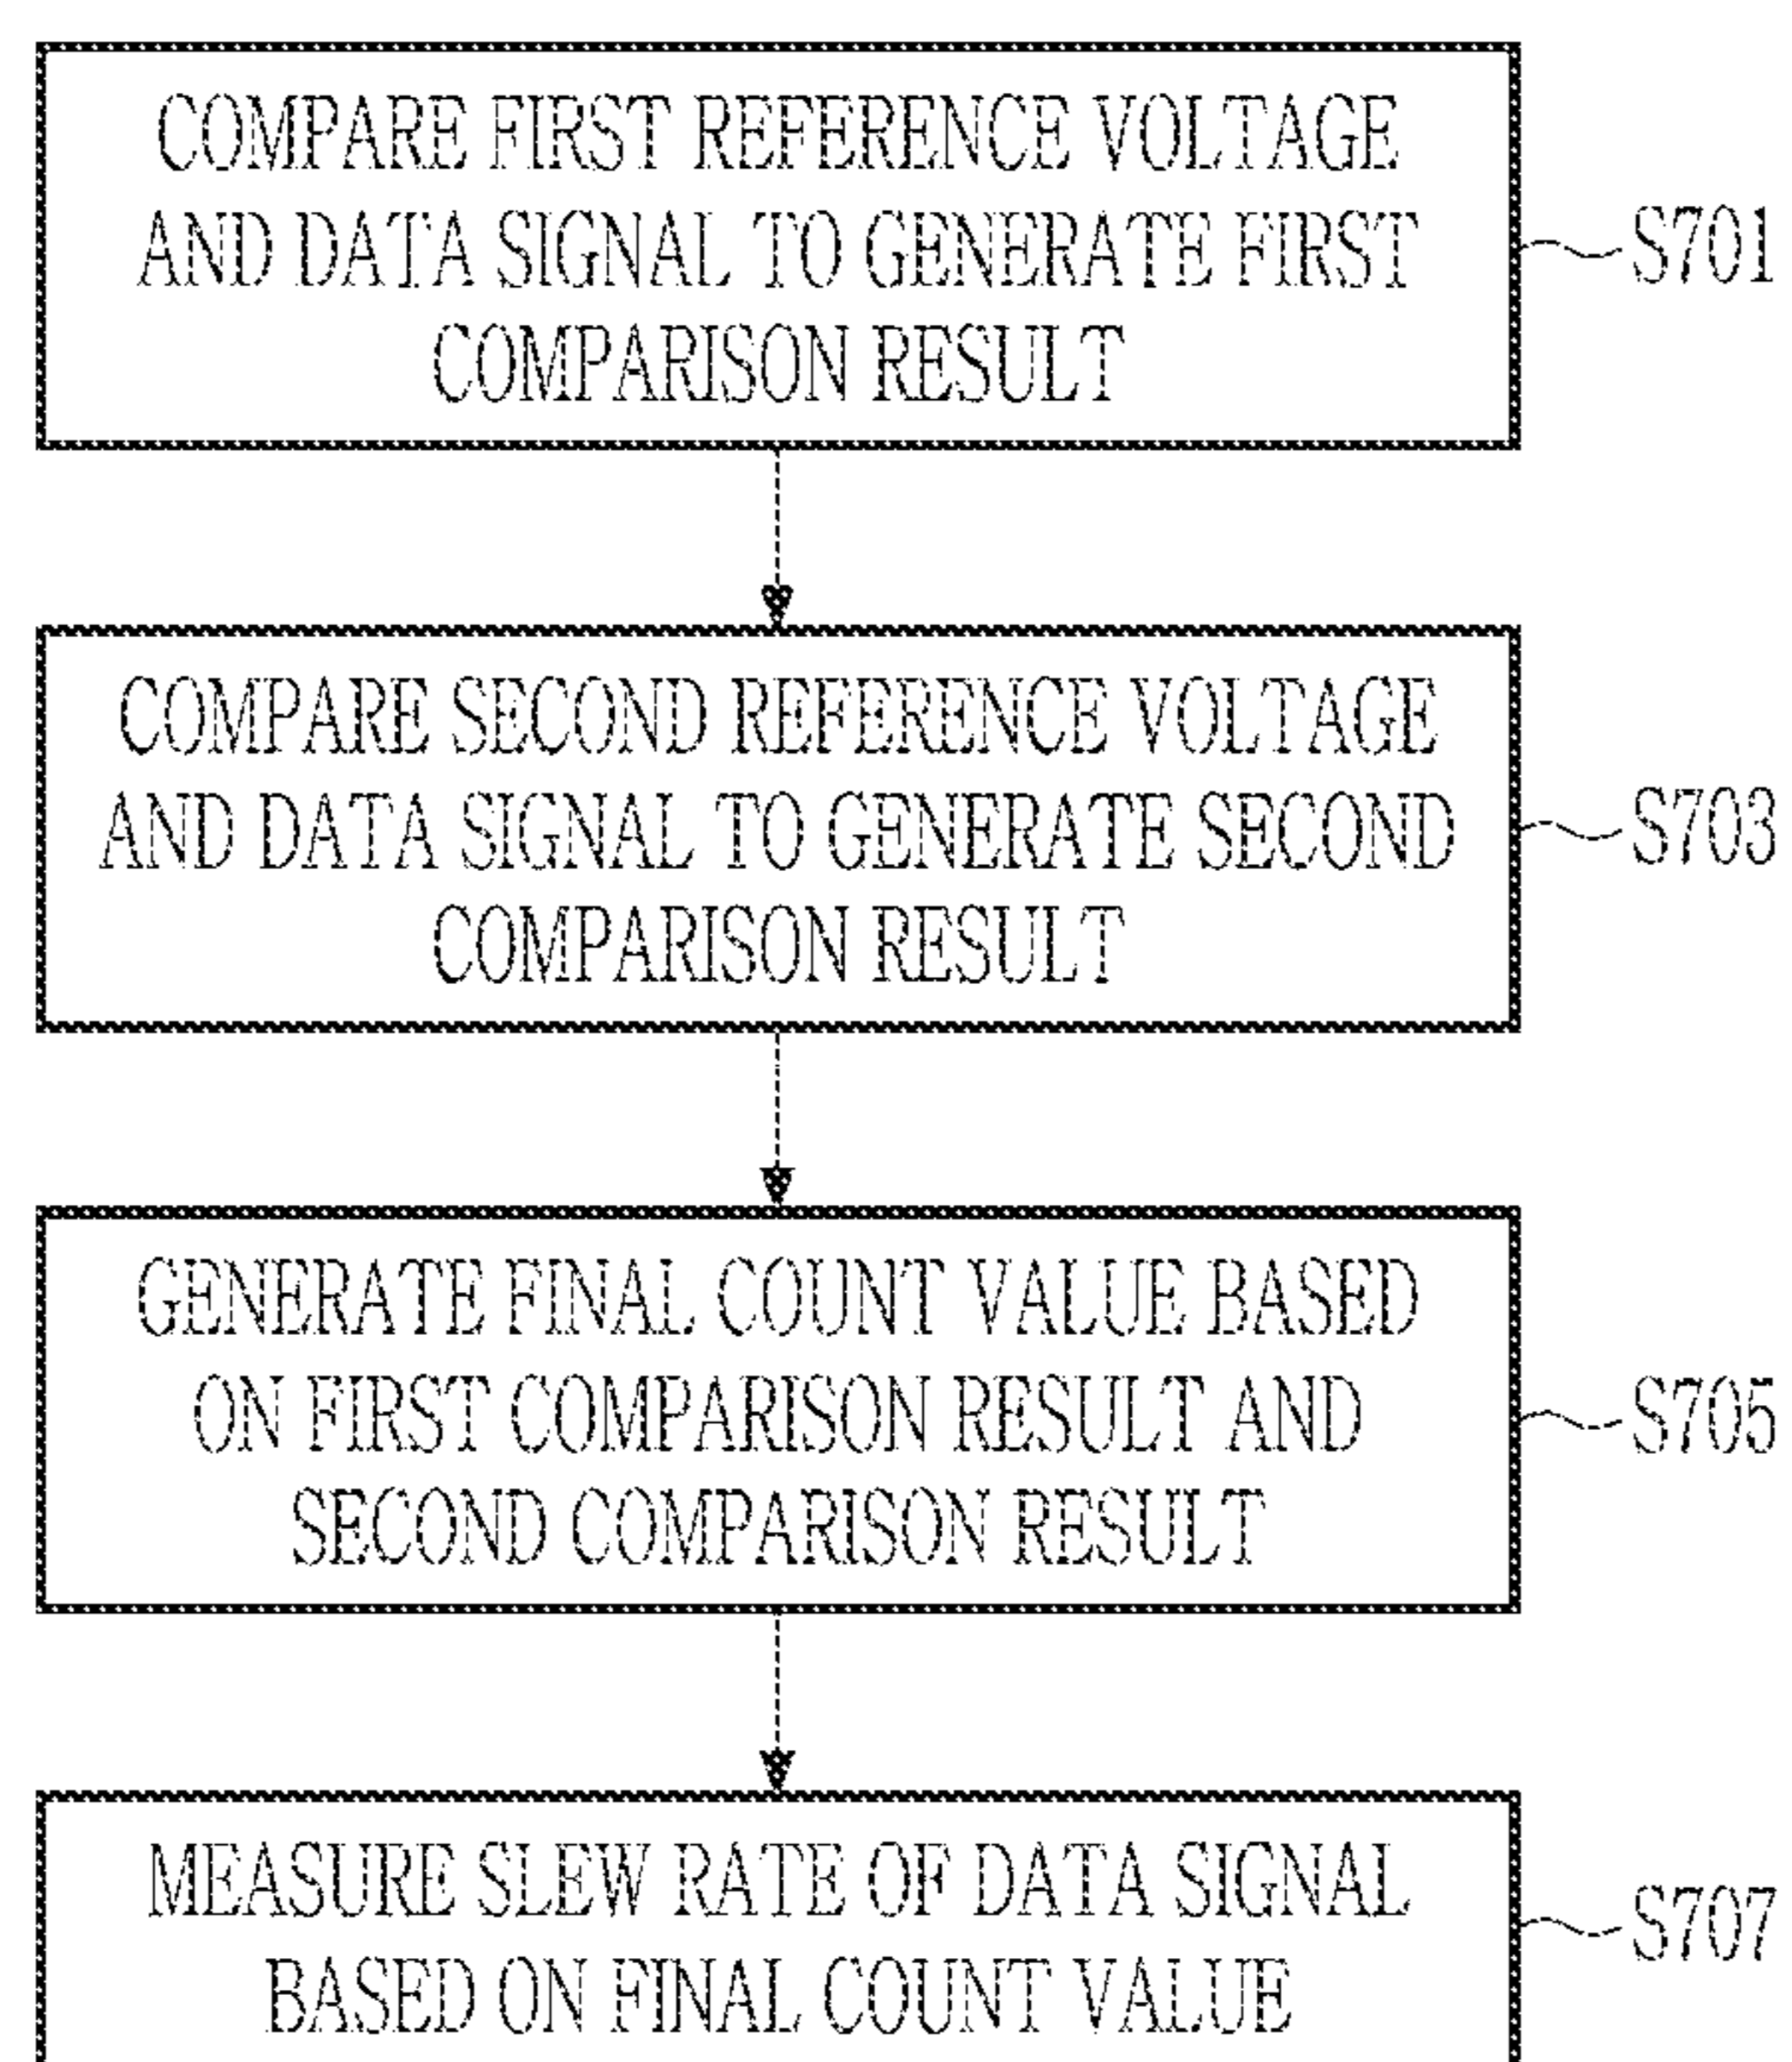 COMPARE FIRST REFERENCE VOLTAGE
AND DATA SIGNAL TO GENERATE FIRST
COMPARISON RESULT
S701
COMPARE SECOND REFERENCE VOLTAGE
AND DATA SIGNAL TO GENERATE SECOND
COMPARISON RESULT
S703
GENERATE FINAL COUNT VALUE BASED
ON FIRST COMPARISON RESULT AND
SECOND COMPARISON RESULT
S705
MEASURE SLEW RATE OF DATA SIGNAL
BASED ON FINAL COUNT VALUE
S707